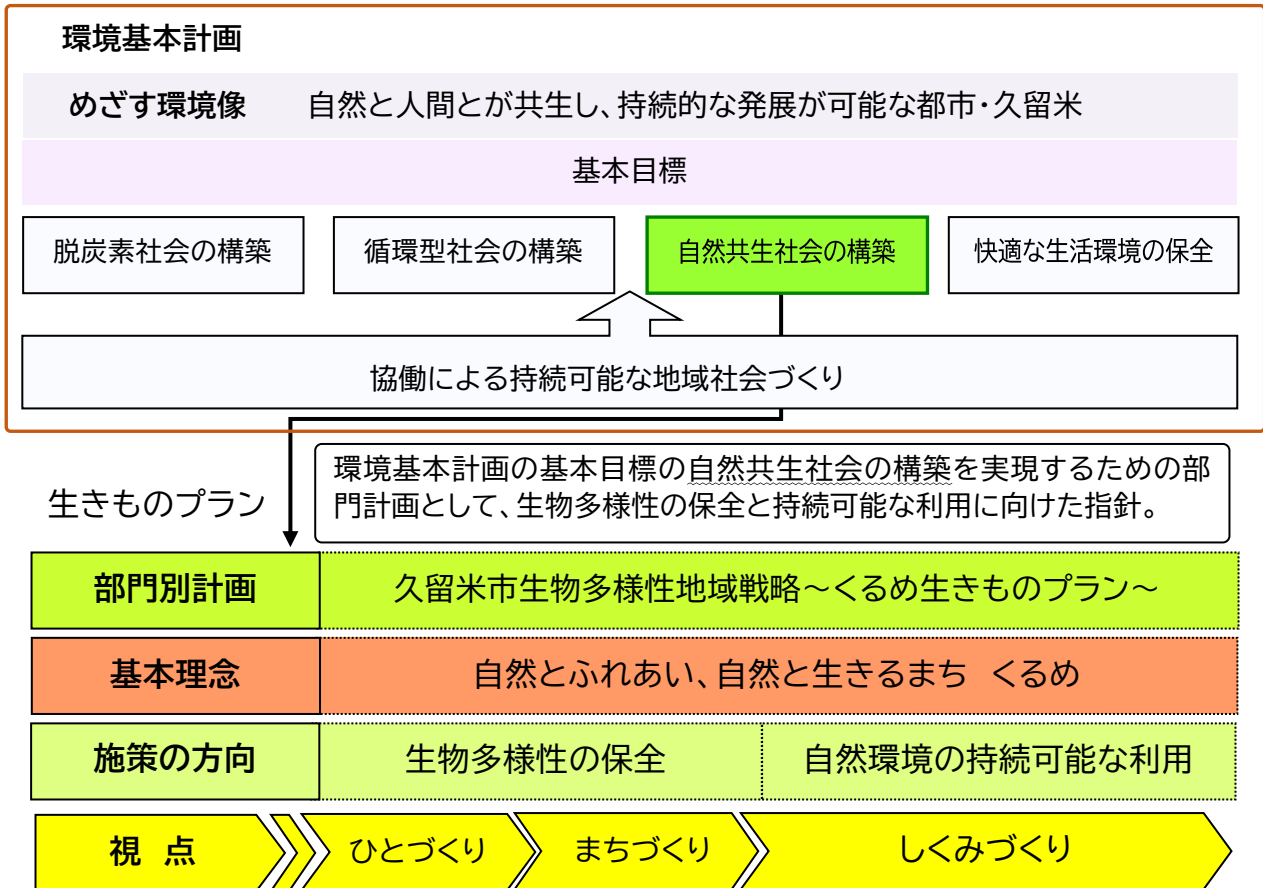 環境基本計画
めざす環境像 自然と人間とが共生し、持続的な発展が可能な都市・久留米
基本目標
脱炭素社会の構築 循環型社会の構築 自然共生社会の構築 快適な生活環境の保全
協働による持続可能な地域社会づくり
生きものプラン
環境基本計画の基本目標の自然共生社会の構築を実現するための部
門計画として、生物多様性の保全と持続可能な利用に向けた指針。
部門別計画 久留米市生物多様性地域戦略～くるめ生きものプラン～
基本理念 自然とふれあい、自然と生きるまち くるめ
施策の方向 生物多様性の保全 自然環境の持続可能な利用
視 点 ひとづくり まちづくり しくみづくり